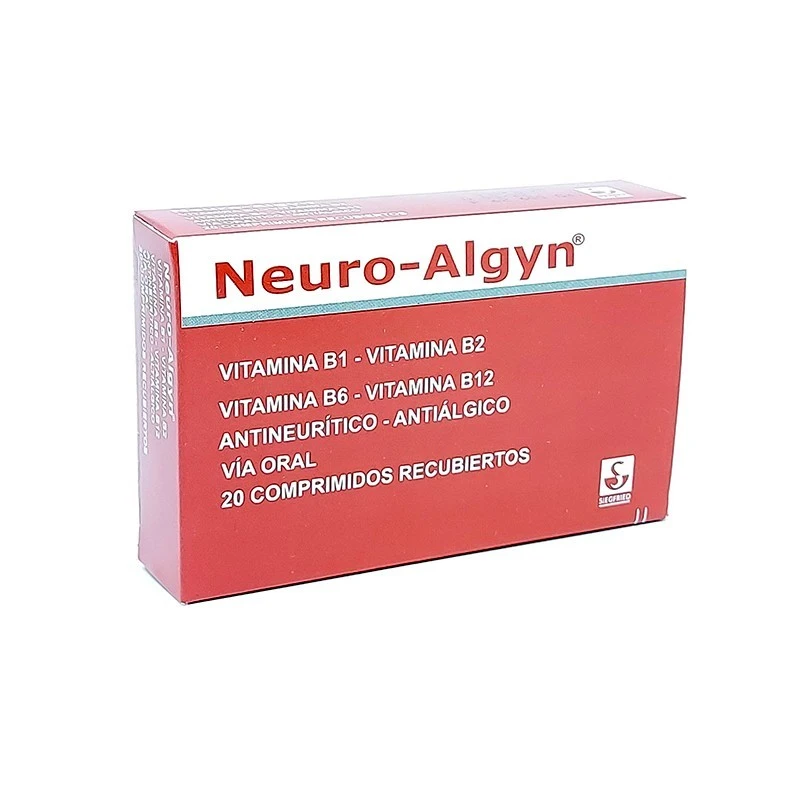 Neuro-Algyn®
VITAMINA B1 - VITAMINA B2
VITAMINA B6 - VITAMINA B12
ANTINEURÍTICO - ANTIÁLGICO
VÍA ORAL
20 COMPRIMIDOS RECUBIERTOS
SIEGFRIED